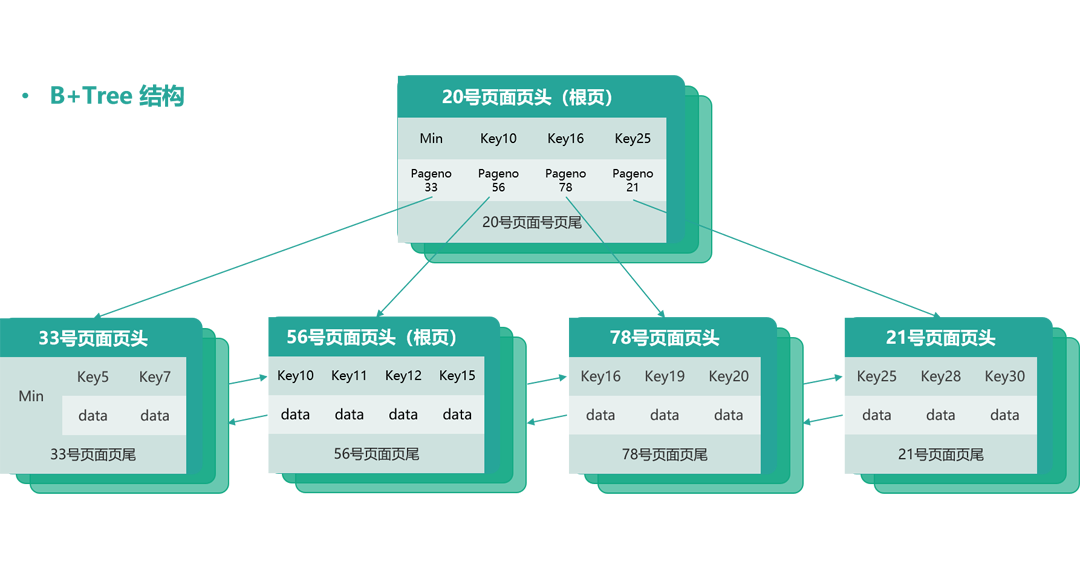 • B+Tree 结构
20号页面页头（根页）
Min Key10 Key16 Key25
Pageno 33 Pageno 56 Pageno 78 Pageno 21
20号页面号页尾
33号页面页头
Key5 Key7
Min
data data
33号页面页尾
56号页面页头（根页）
Key10 Key11 Key12 Key15
data data data data
56号页面页尾
78号页面页头
Key16 Key19 Key20
data data data
78号页面页尾
21号页面页头
Key25 Key28 Key30
data data data
21号页面页尾